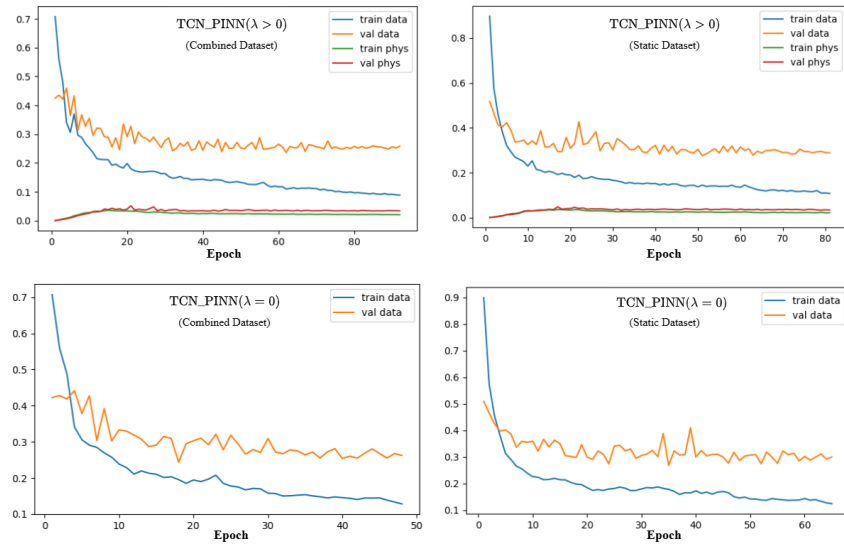 TCN_PINN(λ > 0)
(Combined Dataset)
train data
val data
train phys
val phys
0.7
0.6
0.5
0.4
0.3
0.2
0.1
0.0
0 20 40 60 80
Epoch
TCN_PINN(λ > 0)
(Static Dataset)
train data
val data
train phys
val phys
0.8
0.6
0.4
0.2
0.0
0 10 20 30 40 50 60 70 80
Epoch
TCN_PINN(λ = 0)
(Combined Dataset)
train data
val data
0.7
0.6
0.5
0.4
0.3
0.2
0.1
0 10 20 30 40 50
Epoch
TCN_PINN(λ = 0)
(Static Dataset)
train data
val data
0.9
0.8
0.7
0.6
0.5
0.4
0.3
0.2
0.1
0 10 20 30 40 50 60
Epoch